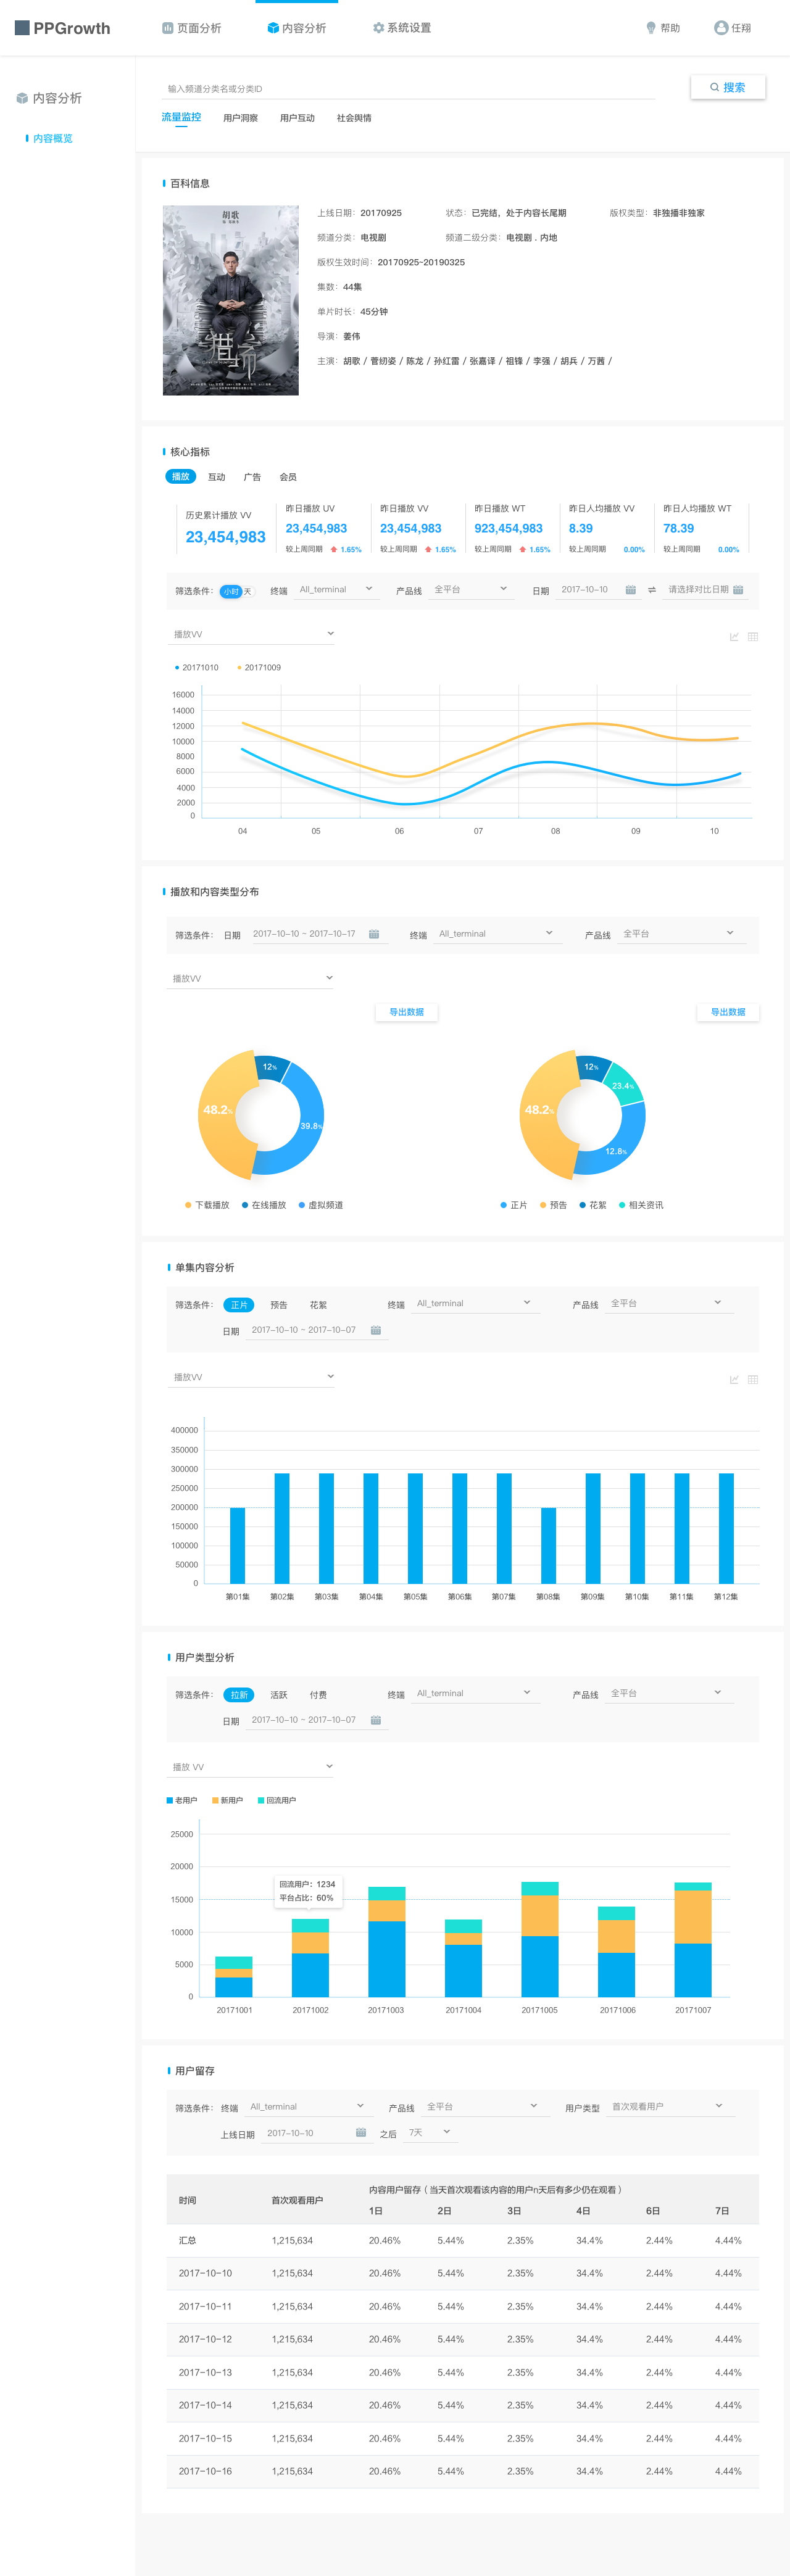 PPGrowth 页面分析 内容分析 系统设置 帮助 任翔
内容分析
内容概览
输入频道分类名或分类ID 搜索
流量监控 用户洞察 用户互动 社会舆情
百科信息
胡歌
猎场
上线日期：20170925 状态：已完结，处于内容长尾期 版权类型：非独播非独家
频道分类：电视剧 频道二级分类：电视剧 . 内地
版权生效时间：20170925-20190325
集数：44集
单片时长：45分钟
导演：姜伟
主演：胡歌 / 菅纫姿 / 陈龙 / 孙红雷 / 张嘉译 / 祖锋 / 李强 / 胡兵 / 万茜 /
核心指标
播放 互动 广告 会员
历史累计播放 VV
23,454,983
昨日播放 UV
23,454,983
较上周同期 1.65%
昨日播放 VV
23,454,983
较上周同期 1.65%
昨日播放 WT
923,454,983
较上周同期 1.65%
昨日人均播放 VV
8.39
较上周同期 0.00%
昨日人均播放 WT
78.39
较上周同期 0.00%
筛选条件： 小时 天 终端 All_terminal 产品线 全平台 日期 2017-10-10 请选择对比日期
播放VV
20171010 20171009
16000
14000
12000
10000
8000
6000
4000
2000
0
04 05 06 07 08 09 10
播放和内容类型分布
筛选条件： 日期 2017-10-10 ~ 2017-10-17 终端 All_terminal 产品线 全平台
播放VV
导出数据 导出数据
12%
48.2%
39.8%
12%
23.4%
48.2%
12.8%
下载播放 在线播放 虚拟频道
正片 预告 花絮 相关资讯
单集内容分析
筛选条件： 正片 预告 花絮 终端 All_terminal 产品线 全平台
日期 2017-10-10 ~ 2017-10-07
播放VV
400000
350000
300000
250000
200000
150000
100000
50000
0
第01集 第02集 第03集 第04集 第05集 第06集 第07集 第08集 第09集 第10集 第11集 第12集
用户类型分析
筛选条件： 拉新 活跃 付费 终端 All_terminal 产品线 全平台
日期 2017-10-10 ~ 2017-10-07
播放 VV
老用户 新用户 回流用户
25000
20000
15000
10000
5000
0
回流用户：1234
平台占比：60%
20171001 20171002 20171003 20171004 20171005 20171006 20171007
用户留存
筛选条件： 终端 All_terminal 产品线 全平台 用户类型 首次观看用户
上线日期 2017-10-10 之后 7天
时间 首次观看用户 内容用户留存（当天首次观看该内容的用户n天后有多少仍在观看）
1日 2日 3日 4日 6日 7日
汇总 1,215,634 20.46% 5.44% 2.35% 34.4% 2.44% 4.44%
2017-10-10 1,215,634 20.46% 5.44% 2.35% 34.4% 2.44% 4.44%
2017-10-11 1,215,634 20.46% 5.44% 2.35% 34.4% 2.44% 4.44%
2017-10-12 1,215,634 20.46% 5.44% 2.35% 34.4% 2.44% 4.44%
2017-10-13 1,215,634 20.46% 5.44% 2.35% 34.4% 2.44% 4.44%
2017-10-14 1,215,634 20.46% 5.44% 2.35% 34.4% 2.44% 4.44%
2017-10-15 1,215,634 20.46% 5.44% 2.35% 34.4% 2.44% 4.44%
2017-10-16 1,215,634 20.46% 5.44% 2.35% 34.4% 2.44% 4.44%